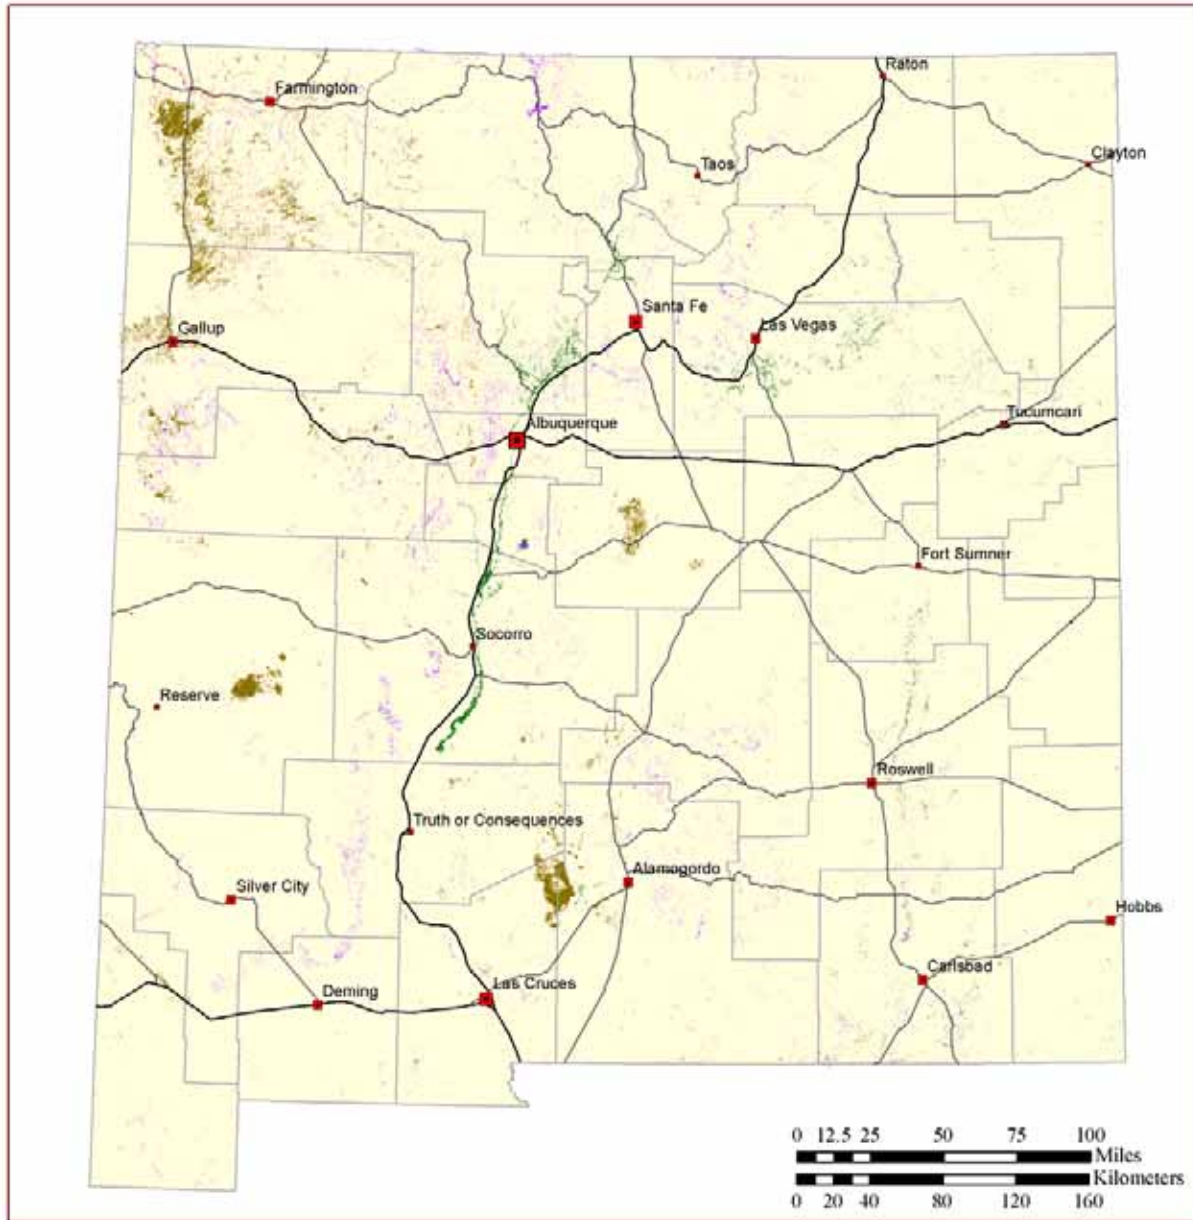 Raton
Farmington
Clayton
Taos
Santa Fe
Las Vegas
Gallup
Tucumcari
Albuquerque
Fort Sumner
Socorro
Reserve
Roswell
Truth or Consequences
Alamogordo
Silver City
Hobbs
Carlsbad
Las Cruces
Deming
0 12.5 25 50 75 100
Miles
Kilometers
0 20 40 80 120 160